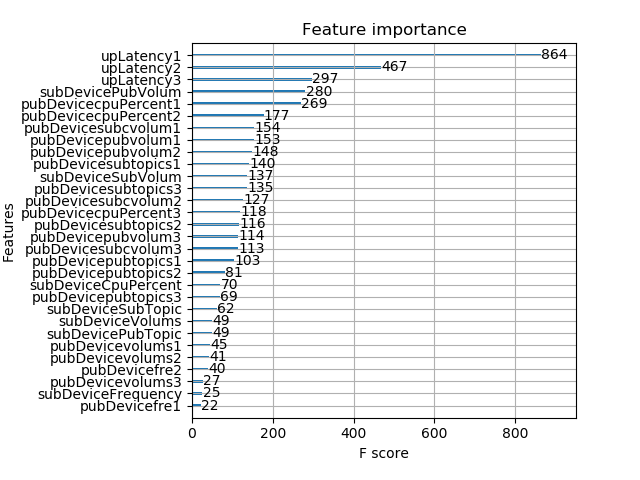 Feature importance
upLatency1 864
upLatency2 467
upLatency3 297
subDevicePubVolum 280
pubDevicecpuPercent1 269
pubDevicecpuPercent2 177
pubDevicesubcvolum1 154
pubDevicepubvolum1 153
pubDevicepubvolum2 148
pubDevicesubtopics1 140
subDeviceSubVolum 137
pubDevicesubtopics3 135
pubDevicesubcvolum2 127
pubDevicecpuPercent3 118
pubDevicesubtopics2 116
pubDevicepubvolum3 114
pubDevicesubcvolum3 113
pubDevicepubtopics1 103
pubDevicepubtopics2 81
subDeviceCpuPercent 70
pubDevicepubtopics3 69
subDeviceSubTopic 62
subDeviceVolums 49
subDevicePubTopic 49
pubDevicevolums1 45
pubDevicevolums2 41
pubDevicefre2 40
pubDevicevolums3 27
subDeviceFrequency 25
pubDevicefre1 22
Features
0 200 400 600 800
F score